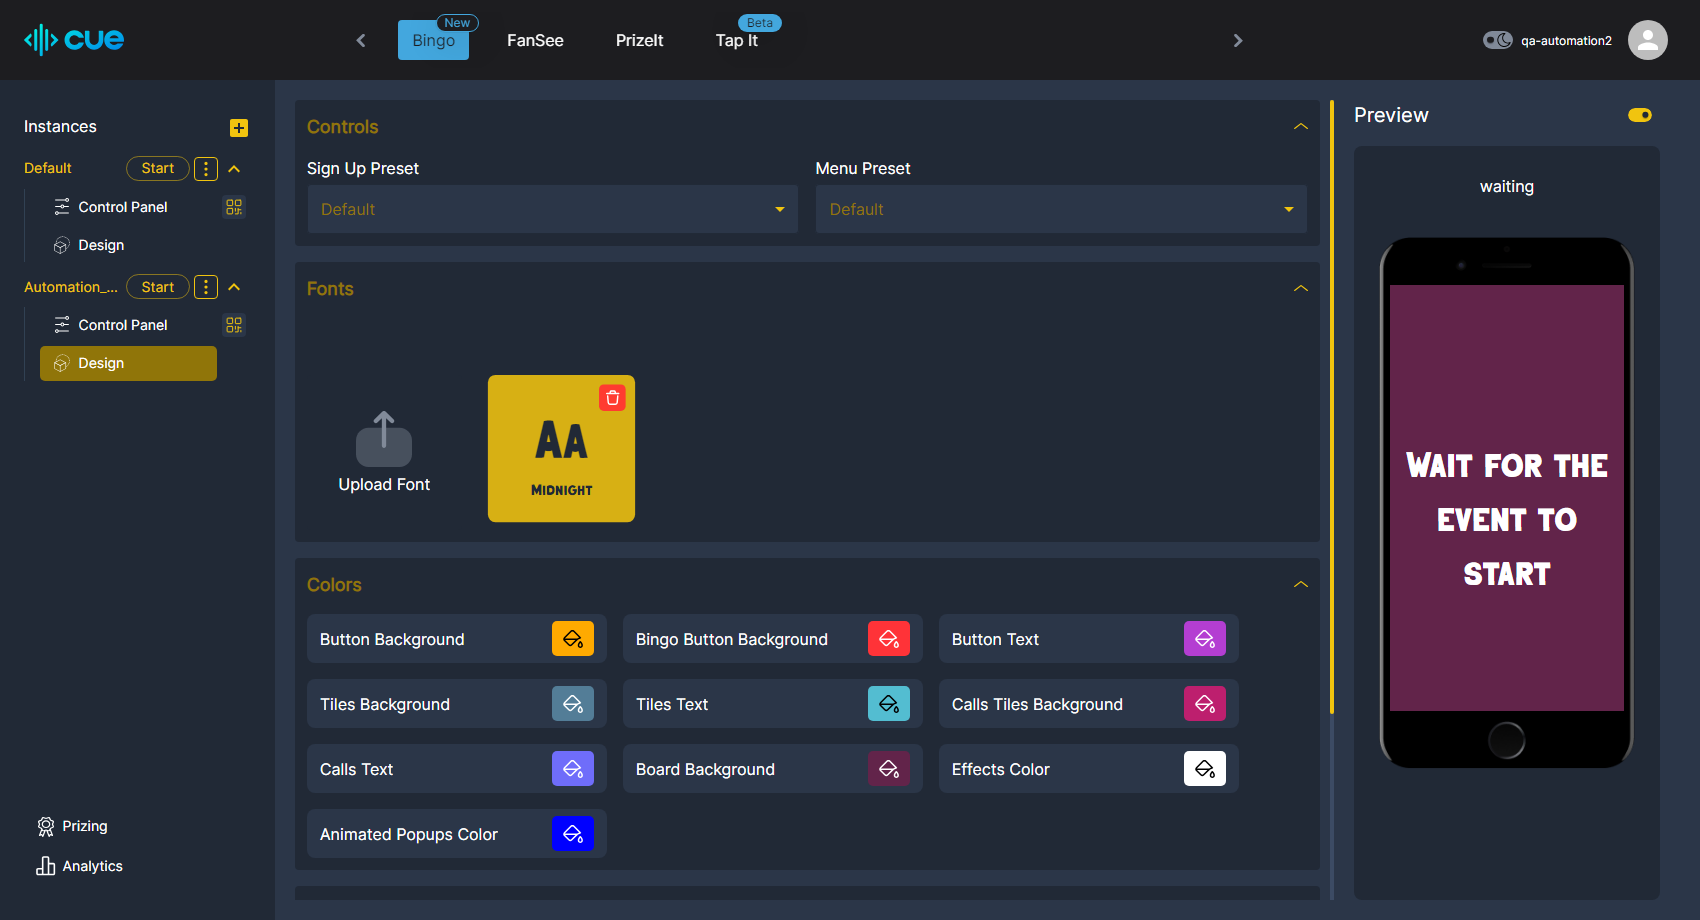 cue
Bingo
New
FanSee
PrizeIt
Tap It
Beta
qa-automation2
Instances
Default
Start
Control Panel
Design
Automation_...
Start
Control Panel
Design
Prizing
Analytics
Controls
Sign Up Preset
Menu Preset
Default
Default
Fonts
Upload Font
Aa
Midnight
Colors
Button Background
Bingo Button Background
Button Text
Tiles Background
Tiles Text
Calls Tiles Background
Calls Text
Board Background
Effects Color
Animated Popups Color
Preview
waiting
Wait for the
event to
start